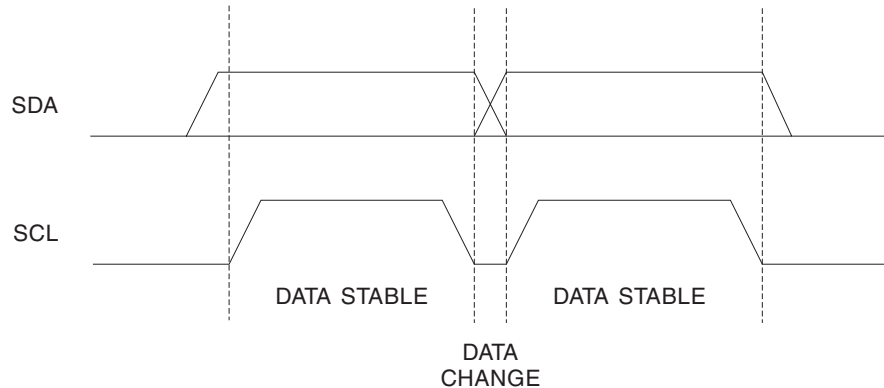 SDA
SCL
DATA STABLE
DATA STABLE
DATA
CHANGE